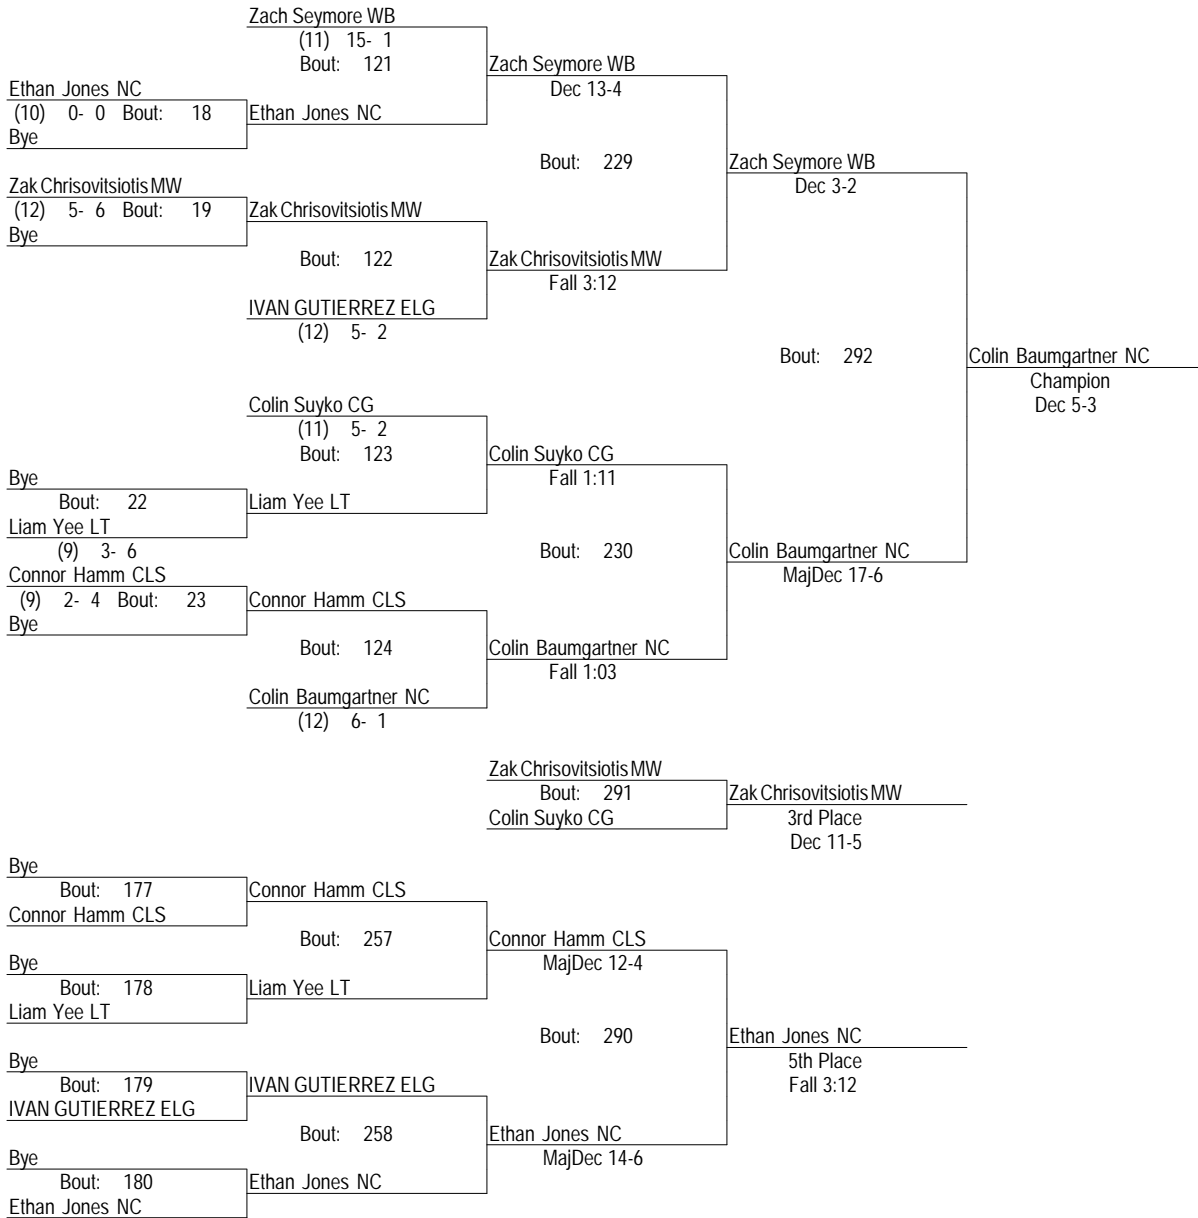 Zach Seymore WB
(11) 15- 1
Bout: 121
Zach Seymore WB
Dec 13-4
Ethan Jones NC
(10) 0- 0 Bout: 18
Ethan Jones NC
Bye
Bout: 229
Zach Seymore WB
Dec 3-2
Zak Chrisovitsiotis MW
(12) 5- 6 Bout: 19
Zak Chrisovitsiotis MW
Bye
Bout: 122
Zak Chrisovitsiotis MW
Fall 3:12
IVAN GUTIERREZ ELG
(12) 5- 2
Bout: 292
Colin Baumgartner NC
Champion
Dec 5-3
Colin Suyko CG
(11) 5- 2
Bout: 123
Colin Suyko CG
Fall 1:11
Bye
Bout: 22
Liam Yee LT
Liam Yee LT
(9) 3- 6
Bout: 230
Colin Baumgartner NC
MajDec 17-6
Connor Hamm CLS
(9) 2- 4 Bout: 23
Connor Hamm CLS
Bye
Bout: 124
Colin Baumgartner NC
Fall 1:03
Colin Baumgartner NC
(12) 6- 1
Zak Chrisovitsiotis MW
Bout: 291
Zak Chrisovitsiotis MW
Colin Suyko CG
3rd Place
Dec 11-5
Bye
Bout: 177
Connor Hamm CLS
Connor Hamm CLS
Bout: 257
Connor Hamm CLS
MajDec 12-4
Bye
Bout: 178
Liam Yee LT
Liam Yee LT
Bout: 290
Ethan Jones NC
5th Place
Fall 3:12
Bye
Bout: 179
IVAN GUTIERREZ ELG
IVAN GUTIERREZ ELG
Bout: 258
Ethan Jones NC
MajDec 14-6
Bye
Bout: 180
Ethan Jones NC
Ethan Jones NC